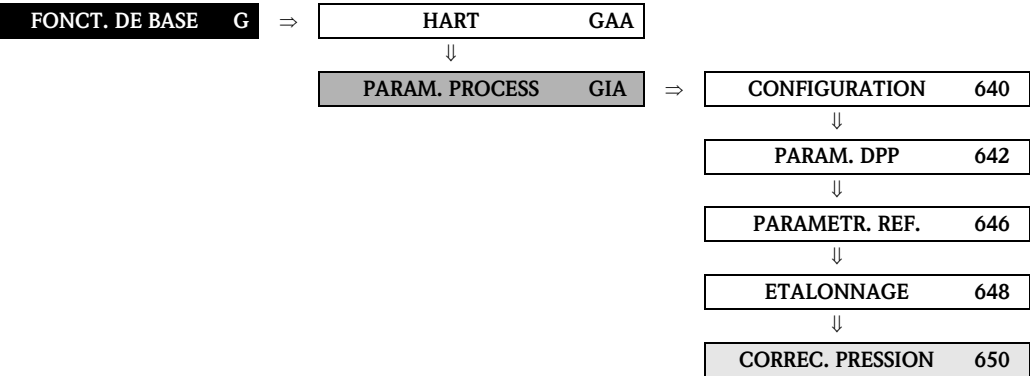 FONCT. DE BASE G ⇒ HART GAA
⇓
PARAM. PROCESS GIA ⇒ CONFIGURATION 640
⇓
PARAM. DPP 642
⇓
PARAMETR. REF. 646
⇓
ETALONNAGE 648
⇓
CORREC. PRESSION 650